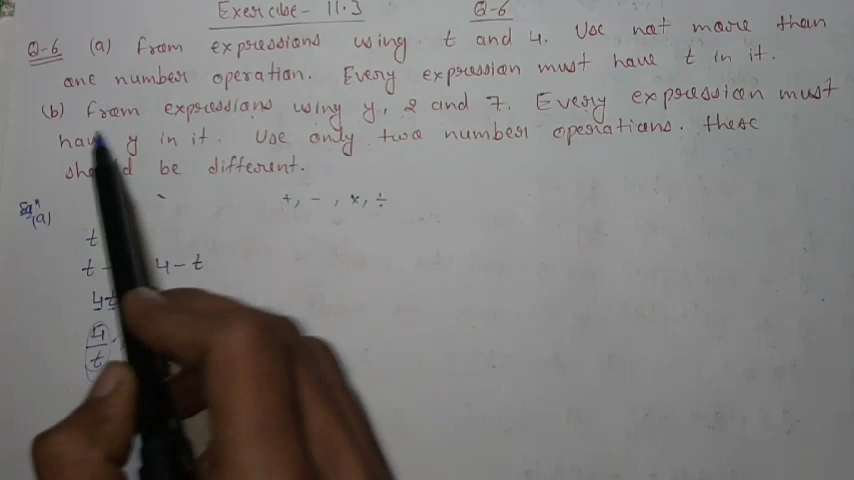 Exercise - 11.3 Q-6
Q-6 (a) From expressions using t and 4. Use not more than
one number operation. Every expression must have t in it.
(b) From expressions using y, 2 and 7. Every expression must
have y in it. Use only two number operations. These
should be different.
+, -, ×, ÷
(a)
t
t - 4 - t
4t
4/t